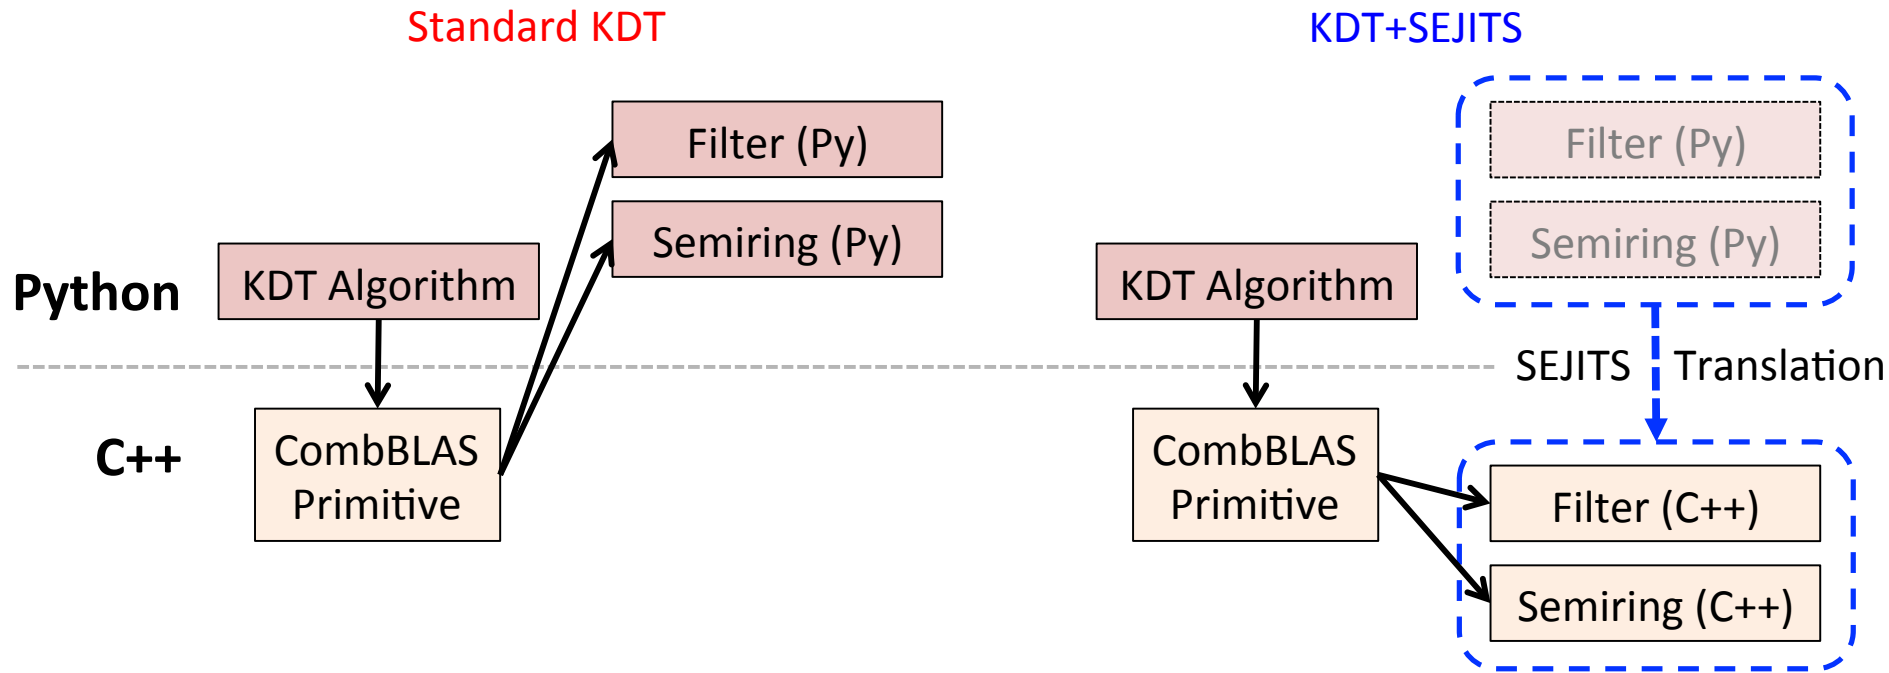 Standard KDT
KDT+SEJITS
Filter (Py)
Semiring (Py)
KDT Algorithm
Python
CombBLAS
Primitive
C++
Filter (Py)
Semiring (Py)
KDT Algorithm
SEJITS Translation
CombBLAS
Primitive
Filter (C++)
Semiring (C++)